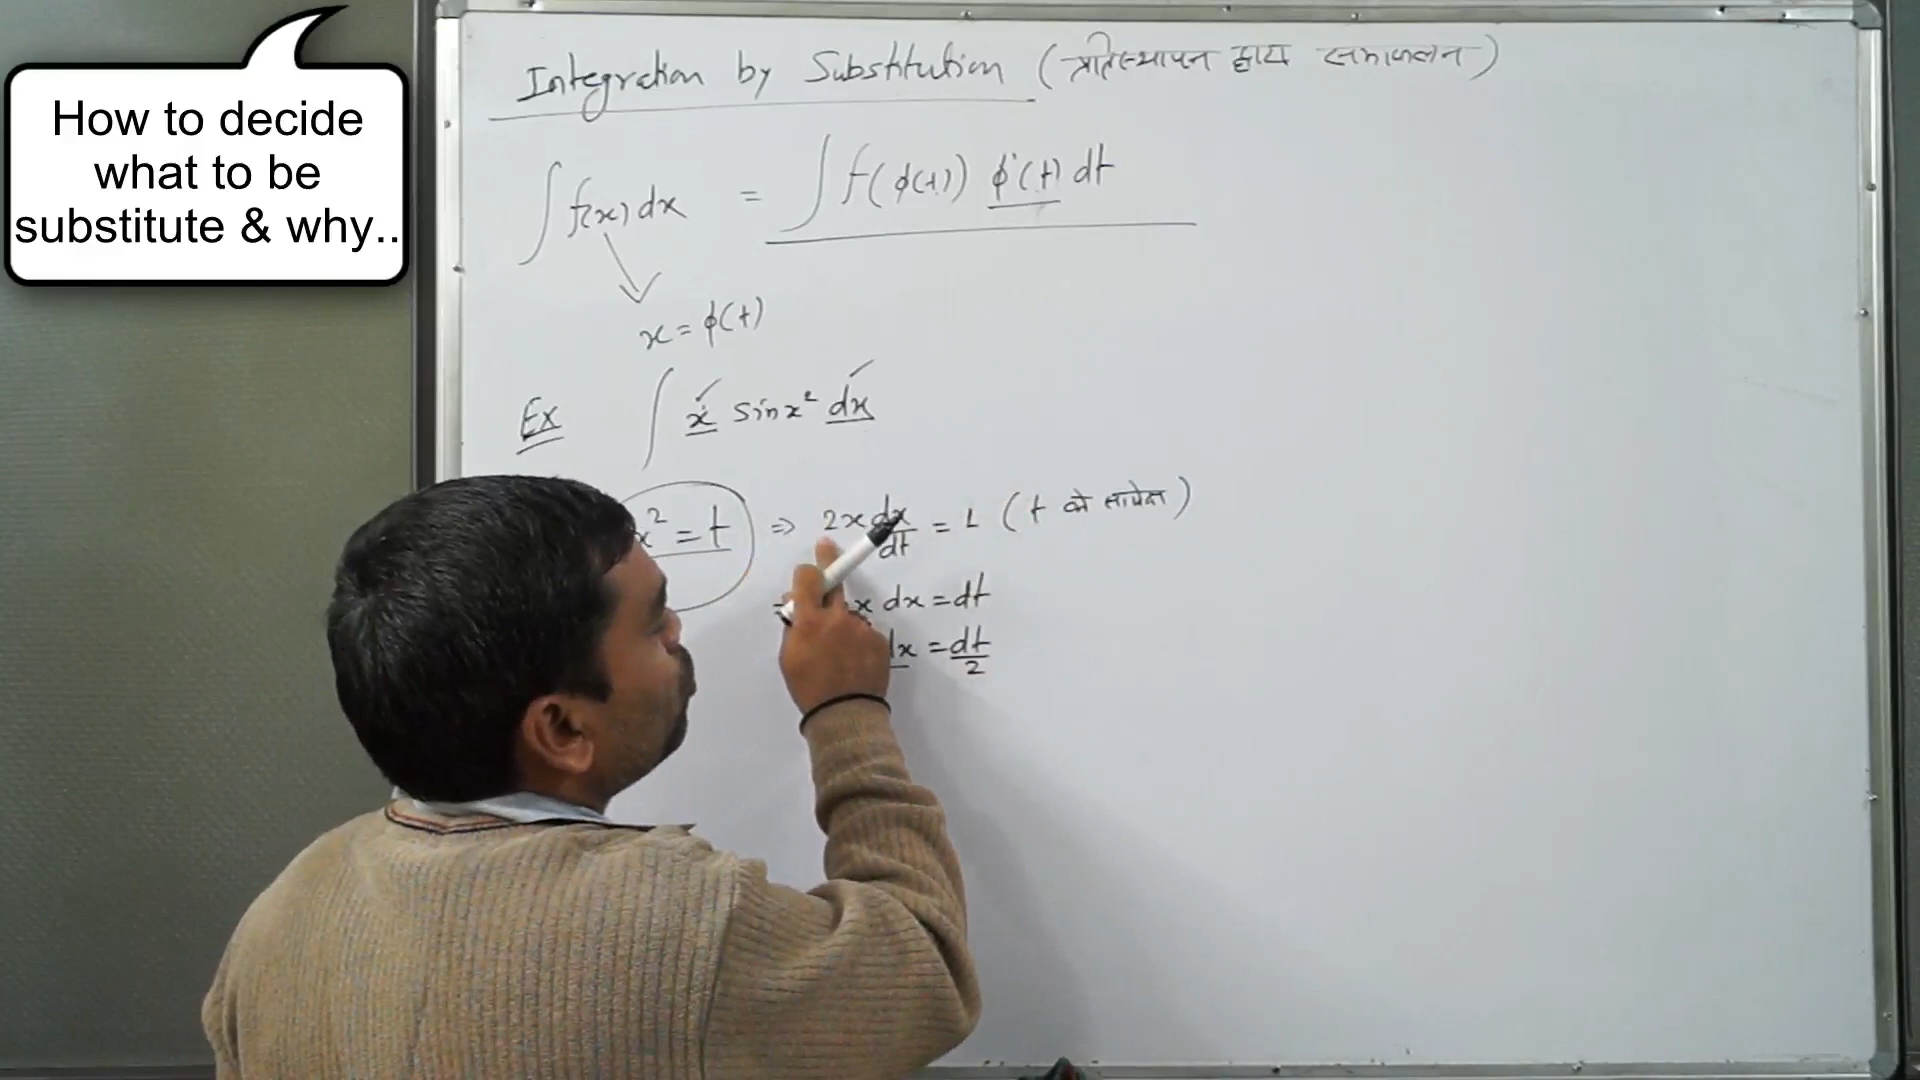 How to decide
what to be
substitute & why..
Integration by Substitution (प्रतिस्थापन द्वारा समाकलन)
∫ f(x) dx = ∫ f(ϕ(t)) ϕ'(t) dt
x = ϕ(t)
Ex ∫ x sin x² dx
x² = t ⇒ 2x dx/dt = 1 (t के सापेक्ष)
x dx = dt
dx = dt/2